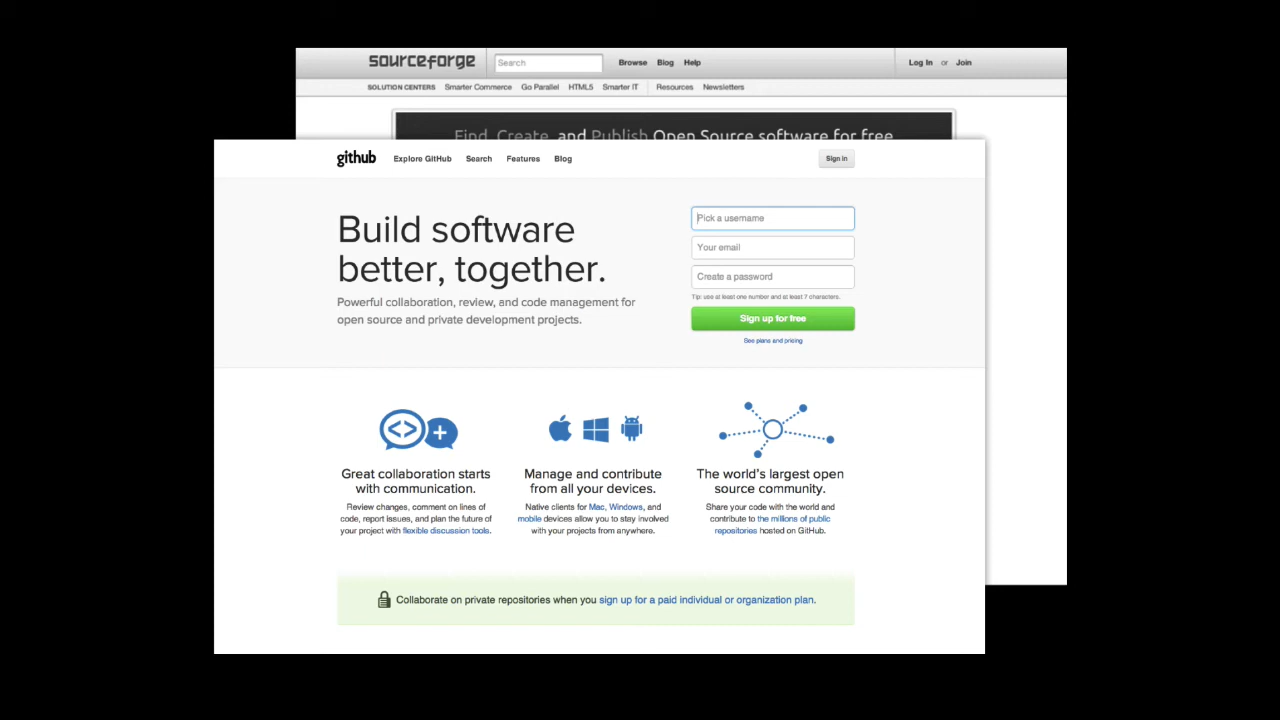 sourceforge Search Browse Blog Help Log In or Join
SOLUTION CENTERS Smarter Commerce Go Parallel HTML5 Smarter IT Resources Newsletters
Find, Create, and Publish Open Source software for free
github Explore GitHub Search Features Blog Sign in
Build software
better, together.
Powerful collaboration, review, and code management for
open source and private development projects.
Pick a username
Your email
Create a password
Tip: use at least one number and at least 7 characters.
Sign up for free
See plans and pricing
Great collaboration starts
with communication.
Review changes, comment on lines of
code, report issues, and plan the future of
your project with flexible discussion tools.
Manage and contribute
from all your devices.
Native clients for Mac, Windows, and
mobile devices allow you to stay involved
with your projects from anywhere.
The world's largest open
source community.
Share your code with the world and
contribute to the millions of public
repositories hosted on GitHub.
Collaborate on private repositories when you sign up for a paid individual or organization plan.